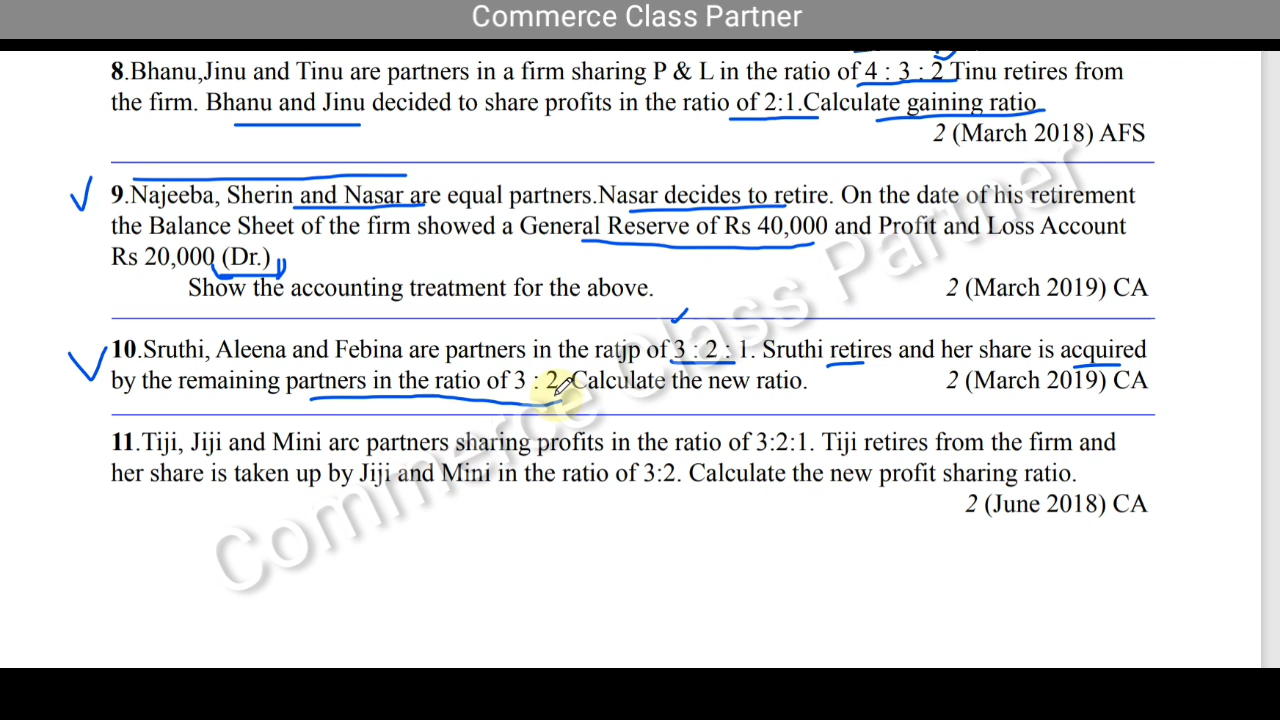 Commerce Class Partner
8.Bhanu,Jinu and Tinu are partners in a firm sharing P & L in the ratio of 4 : 3 : 2 Tinu retires from
the firm. Bhanu and Jinu decided to share profits in the ratio of 2:1.Calculate gaining ratio
2 (March 2018) AFS
9.Najeeba, Sherin and Nasar are equal partners.Nasar decides to retire. On the date of his retirement
the Balance Sheet of the firm showed a General Reserve of Rs 40,000 and Profit and Loss Account
Rs 20,000 (Dr.)
Show the accounting treatment for the above.
2 (March 2019) CA
10.Sruthi, Aleena and Febina are partners in the ratjp of 3 : 2 : 1. Sruthi retires and her share is acquired
by the remaining partners in the ratio of 3 : 2. Calculate the new ratio.
2 (March 2019) CA
11.Tiji, Jiji and Mini arc partners sharing profits in the ratio of 3:2:1. Tiji retires from the firm and
her share is taken up by Jiji and Mini in the ratio of 3:2. Calculate the new profit sharing ratio.
2 (June 2018) CA
Commerce Class Partner